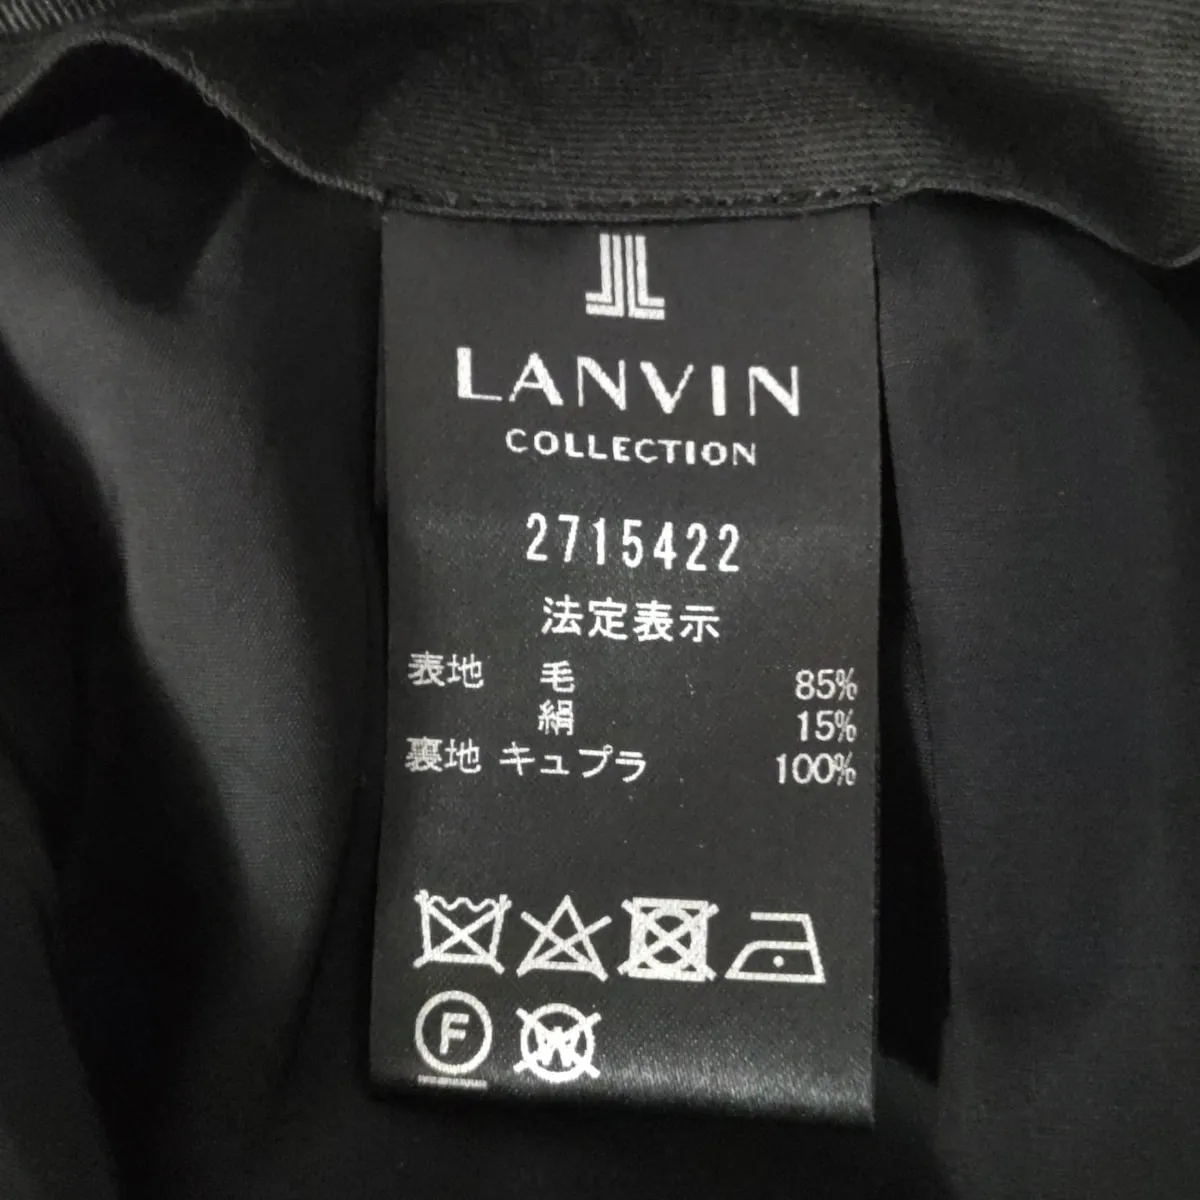 LANVIN
COLLECTION
2715422
法定表示
表地 毛 85%
絹 15%
裏地 キュプラ 100%
F W